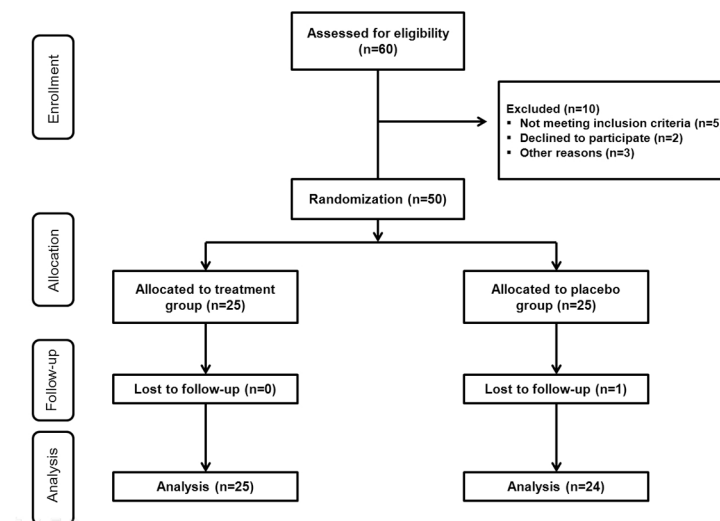 Enrollment
Assessed for eligibility
(n=60)
Excluded (n=10)
▪ Not meeting inclusion criteria (n=5
▪ Declined to participate (n=2)
▪ Other reasons (n=3)
Randomization (n=50)
Allocation
Allocated to treatment
group (n=25)
Allocated to placebo
group (n=25)
Follow-up
Lost to follow-up (n=0)
Lost to follow-up (n=1)
Analysis
Analysis (n=25)
Analysis (n=24)